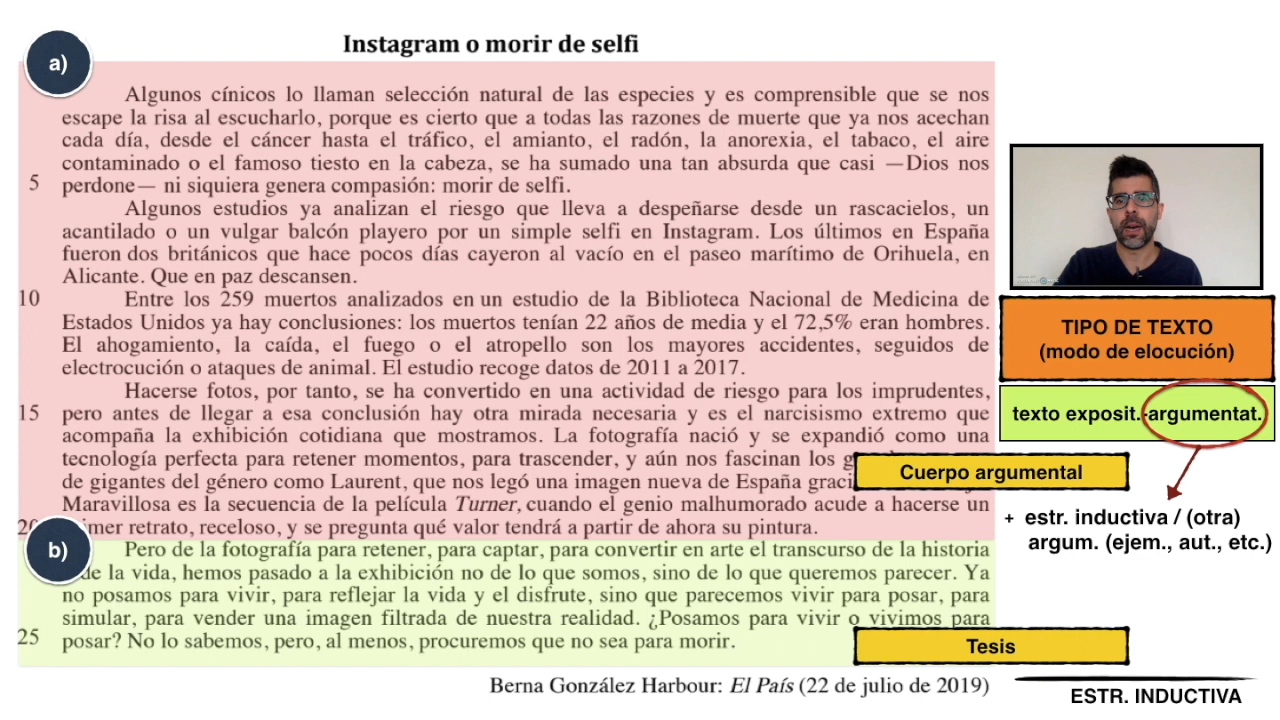 Instagram o morir de selfi
a)
Algunos cínicos lo llaman selección natural de las especies y es comprensible que se nos
escape la risa al escucharlo, porque es cierto que a todas las razones de muerte que ya nos acechan
cada día, desde el cáncer hasta el tráfico, el amianto, el radón, la anorexia, el tabaco, el aire
contaminado o el famoso tiesto en la cabeza, se ha sumado una tan absurda que casi —Dios nos
5 perdone— ni siquiera genera compasión: morir de selfi.
Algunos estudios ya analizan el riesgo que lleva a despeñarse desde un rascacielos, un
acantilado o un vulgar balcón playero por un simple selfi en Instagram. Los últimos en España
fueron dos británicos que hace pocos días cayeron al vacío en el paseo marítimo de Orihuela, en
Alicante. Que en paz descansen.
10 Entre los 259 muertos analizados en un estudio de la Biblioteca Nacional de Medicina de
Estados Unidos ya hay conclusiones: los muertos tenían 22 años de media y el 72,5% eran hombres.
El ahogamiento, la caída, el fuego o el atropello son los mayores accidentes, seguidos de
electrocución o ataques de animal. El estudio recoge datos de 2011 a 2017.
Hacerse fotos, por tanto, se ha convertido en una actividad de riesgo para los imprudentes,
15 pero antes de llegar a esa conclusión hay otra mirada necesaria y es el narcisismo extremo que
acompaña la exhibición cotidiana que mostramos. La fotografía nació y se expandió como una
tecnología perfecta para retener momentos, para trascender, y aún nos fascinan los
de gigantes del género como Laurent, que nos legó una imagen nueva de España
Maravillosa es la secuencia de la película Turner, cuando el genio malhumorado acude a hacerse un
retrato, receloso, y se pregunta qué valor tendrá a partir de ahora su pintura.
b)
Pero de la fotografía para retener, para captar, para convertir en arte el transcurso de la historia
de la vida, hemos pasado a la exhibición no de lo que somos, sino de lo que queremos parecer. Ya
no posamos para vivir, para reflejar la vida y el disfrute, sino que parecemos vivir para posar, para
simular, para vender una imagen filtrada de nuestra realidad. ¿Posamos para vivir o vivimos para
25 posar? No lo sabemos, pero, al menos, procuremos que no sea para morir.
Berna González Harbour: El País (22 de julio de 2019)
TIPO DE TEXTO
(modo de elocución)
texto exposit.-argumentat.
Cuerpo argumental
+ estr. inductiva / (otra)
argum. (ejem., aut., etc.)
Tesis
ESTR. INDUCTIVA